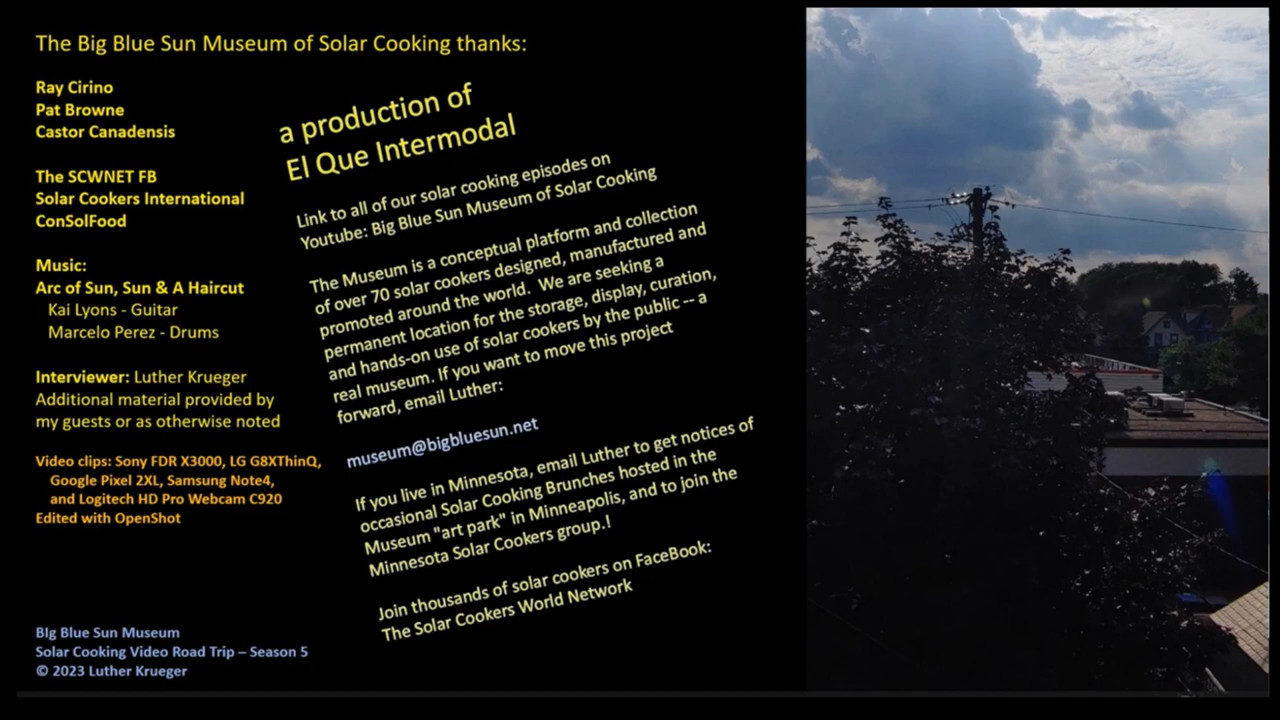 The Big Blue Sun Museum of Solar Cooking thanks:
Ray Cirino
Pat Browne
Castor Canadensis
The SCWNET FB
Solar Cookers International
ConSolFood
Music:
Arc of Sun, Sun & A Haircut
Kai Lyons - Guitar
Marcelo Perez - Drums
Interviewer: Luther Krueger
Additional material provided by
my guests or as otherwise noted
Video clips: Sony FDR X3000, LG G8XThinQ,
Google Pixel 2XL, Samsung Note4,
and Logitech HD Pro Webcam C920
Edited with OpenShot
BIg Blue Sun Museum
Solar Cooking Video Road Trip – Season 5
© 2023 Luther Krueger
a production of
El Que Intermodal
Link to all of our solar cooking episodes on
Youtube: Big Blue Sun Museum of Solar Cooking
The Museum is a conceptual platform and collection
of over 70 solar cookers designed, manufactured and
promoted around the world.  We are seeking a
permanent location for the storage, display, curation,
and hands-on use of solar cookers by the public -- a
real museum. If you want to move this project
forward, email Luther:
museum@bigbluesun.net
If you live in Minnesota, email Luther to get notices of
occasional Solar Cooking Brunches hosted in the
Museum "art park" in Minneapolis, and to join the
Minnesota Solar Cookers group.!
Join thousands of solar cookers on FaceBook:
The Solar Cookers World Network